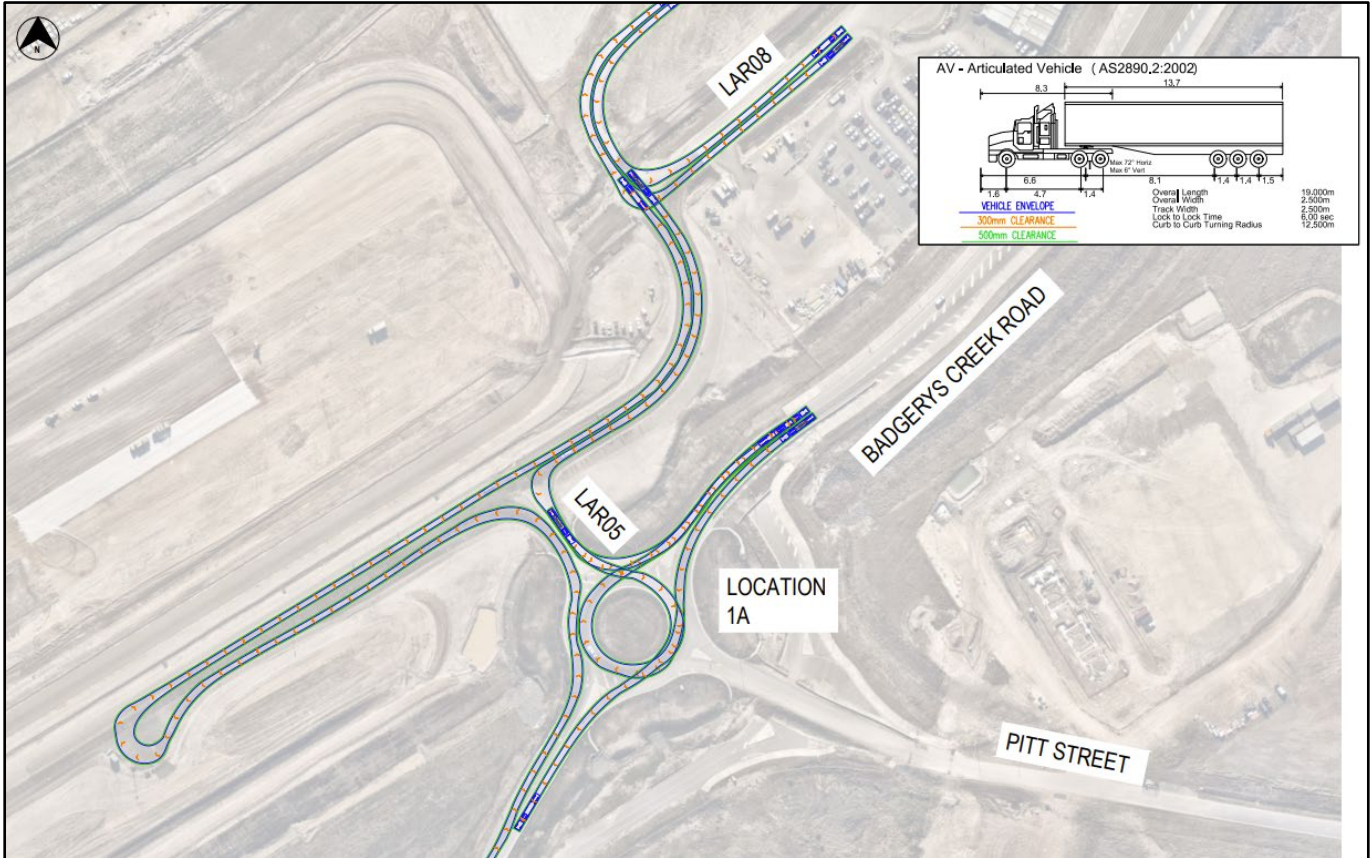 N
LAR08
AV - Articulated Vehicle (AS2890,2:2002)
8.3
13.7
Max 72° Horiz
Max 6° Vert
6.6
8.1
1.4
1.4
1.5
1.6
4.7
1.4
VEHICLE ENVELOPE
300mm CLEARANCE
500mm CLEARANCE
Overall Length 19.000m
Overall Width 2.500m
Track Width 2.500m
Lock to Lock Time 6.00 sec
Curb to Curb Turning Radius 12.500m
BADGERYS CREEK ROAD
LAR05
LOCATION
1A
PITT STREET